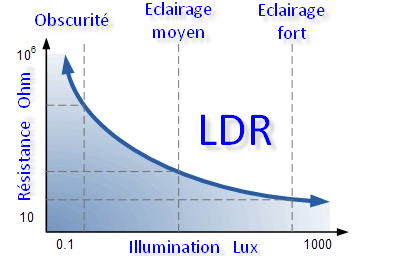 Obscurité
Eclairage
moyen
Eclairage
fort
10⁶
Résistance Ohm
LDR
10
0.1
Illumination Lux
1000